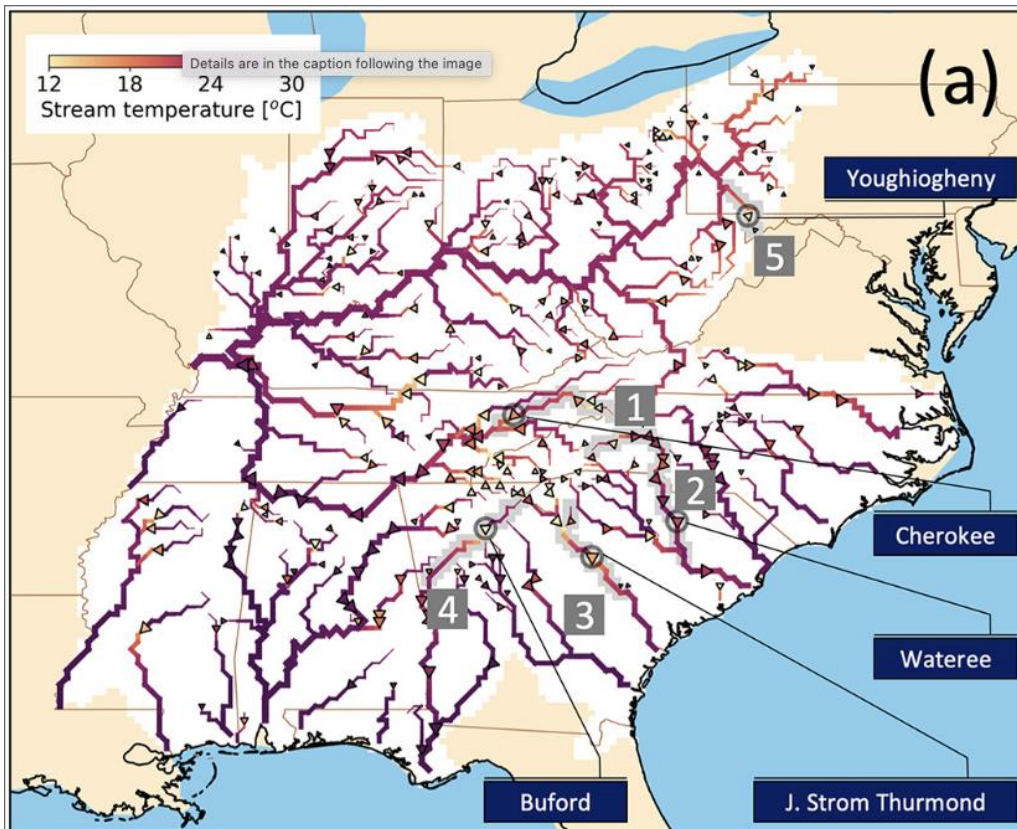 (a)
Details are in the caption following the image
12 18 24 30
Stream temperature [°C]
Youghiogheny
5
1
2
Cherokee
4
3
Wateree
Buford
J. Strom Thurmond